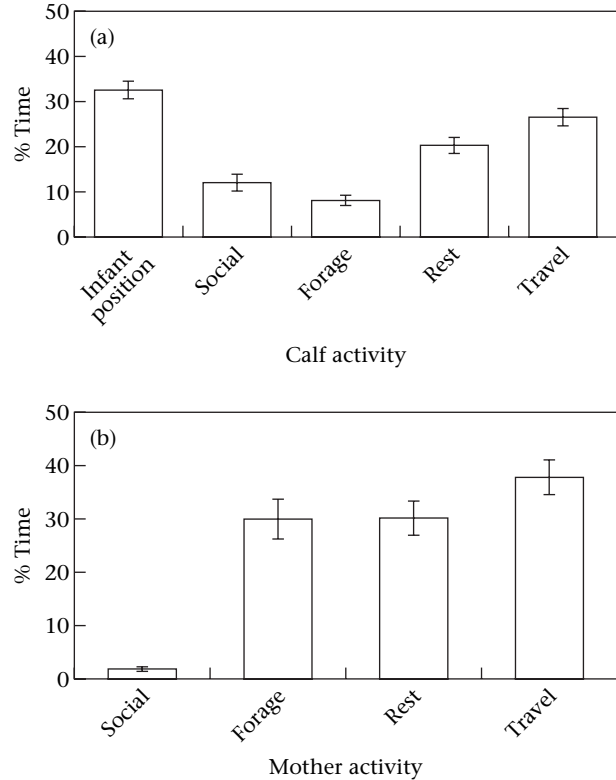 50
(a)
40
30
20
10
0
% Time
Infant
position
Social
Forage
Rest
Travel
Calf activity
50
(b)
40
30
20
10
0
% Time
Social
Forage
Rest
Travel
Mother activity